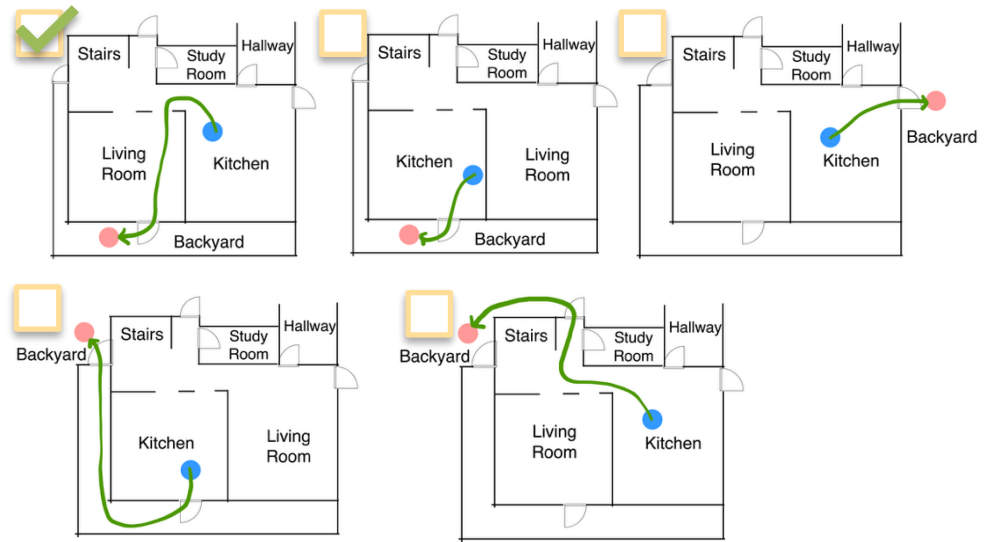 Stairs
Study
Room
Hallway
Living
Room
Kitchen
Backyard
Stairs
Study
Room
Hallway
Kitchen
Living
Room
Backyard
Stairs
Study
Room
Hallway
Living
Room
Kitchen
Backyard
Backyard
Stairs
Study
Room
Hallway
Kitchen
Living
Room
Backyard
Stairs
Study
Room
Hallway
Living
Room
Kitchen